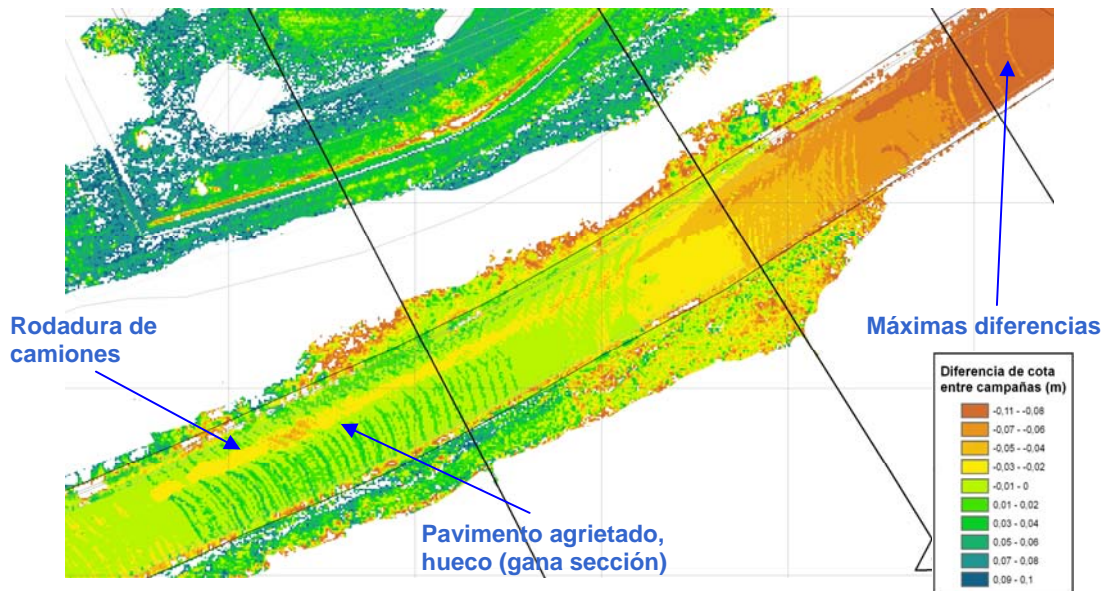 Rodadura de
camiones
Máximas diferencias
Pavimento agrietado,
hueco (gana sección)
Diferencia de cota
entre campañas (m)
-0,11 - -0,08
-0,07 - -0,06
-0,05 - -0,04
-0,03 - -0,02
-0,01 - 0
0,01 - 0,02
0,03 - 0,04
0,05 - 0,06
0,07 - 0,08
0,09 - 0,1